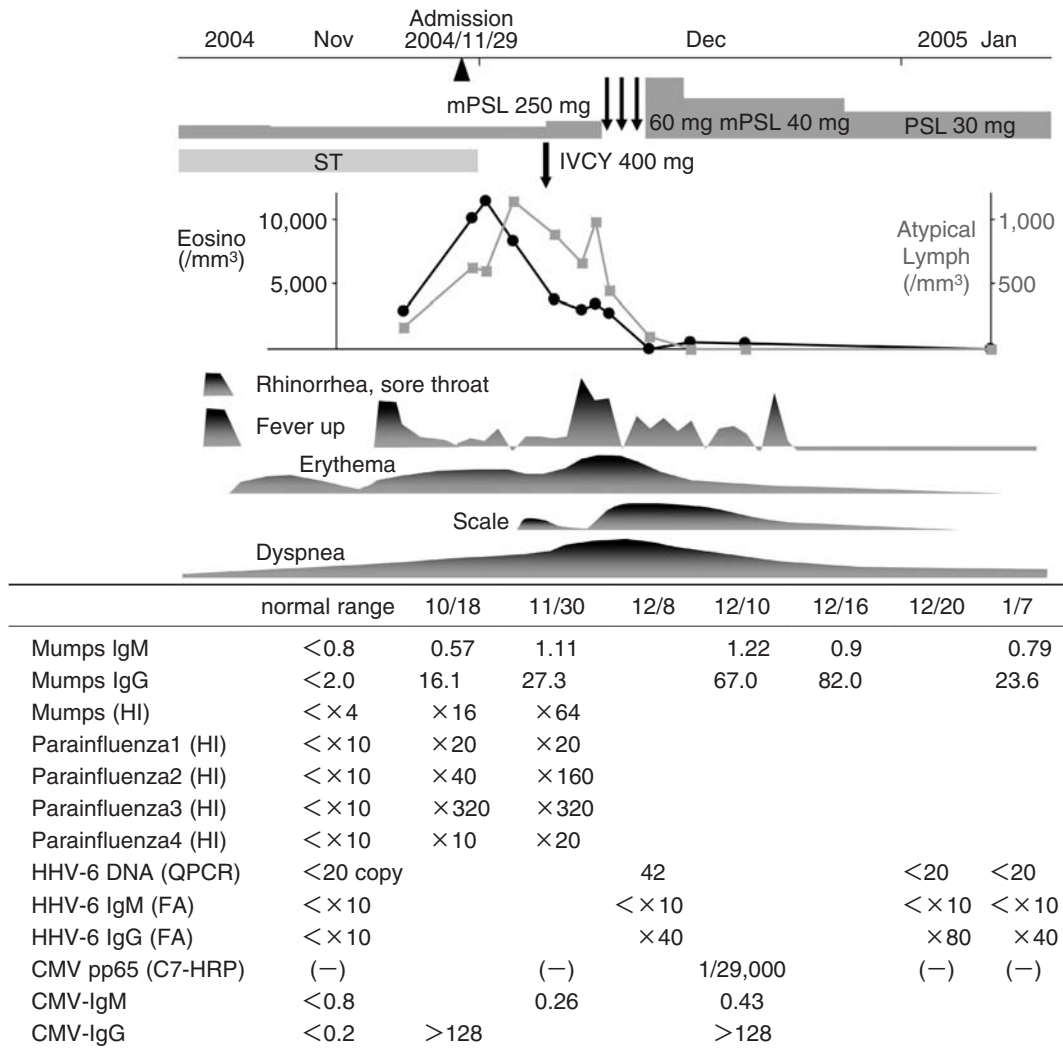 Admission
2004 Nov 2004/11/29 Dec 2005 Jan
mPSL 250 mg
60 mg mPSL 40 mg PSL 30 mg
ST IVCY 400 mg
Eosino
(/mm³)
10,000
5,000
Atypical
Lymph
(/mm³)
1,000
500
Rhinorrhea, sore throat
Fever up
Erythema
Scale
Dyspnea
normal range 10/18 11/30 12/8 12/10 12/16 12/20 1/7
Mumps IgM <0.8 0.57 1.11 1.22 0.9 0.79
Mumps IgG <2.0 16.1 27.3 67.0 82.0 23.6
Mumps (HI) <×4 ×16 ×64
Parainfluenza1 (HI) <×10 ×20 ×20
Parainfluenza2 (HI) <×10 ×40 ×160
Parainfluenza3 (HI) <×10 ×320 ×320
Parainfluenza4 (HI) <×10 ×10 ×20
HHV-6 DNA (QPCR) <20 copy 42 <20 <20
HHV-6 IgM (FA) <×10 <×10 <×10 <×10
HHV-6 IgG (FA) <×10 ×40 ×80 ×40
CMV pp65 (C7-HRP) (−) (−) 1/29,000 (−) (−)
CMV-IgM <0.8 0.26 0.43
CMV-IgG <0.2 >128 >128